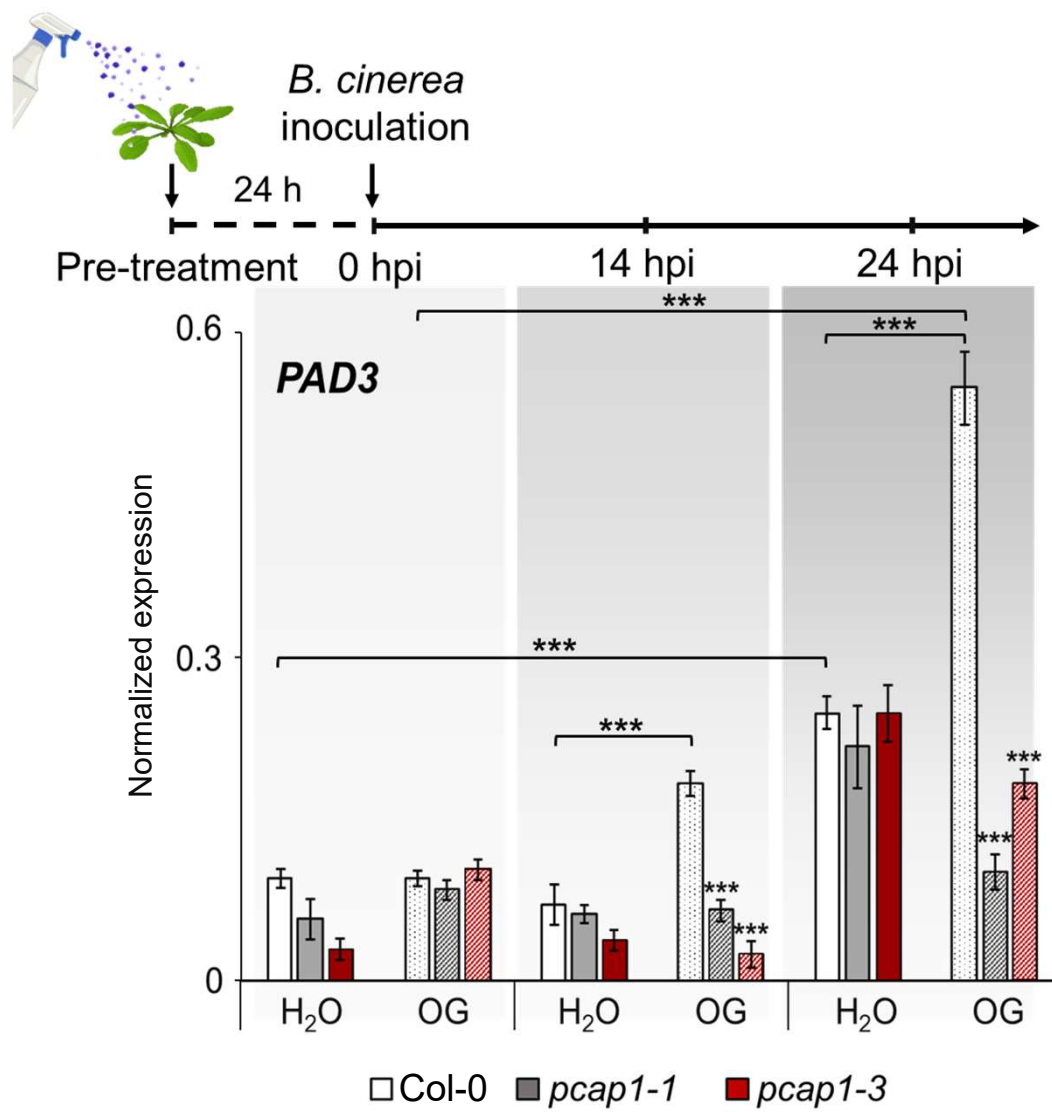 B. cinerea
inoculation
24 h
Pre-treatment 0 hpi 14 hpi 24 hpi
***
***
0.6
PAD3
Normalized expression
***
0.3
***
***
***
***
***
0
H₂O OG H₂O OG H₂O OG
Col-0 pcap1-1 pcap1-3